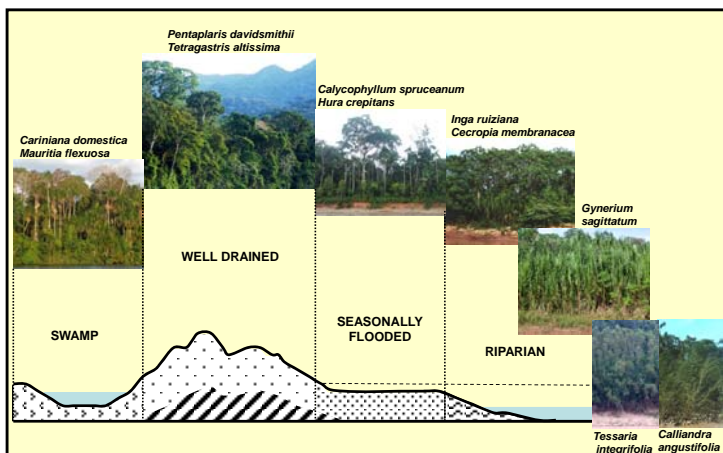 Pentaplaris davidsmithii
Tetragastris altissima
Calycophyllum spruceanum
Hura crepitans
Inga ruiziana
Cecropia membranacea
Cariniana domestica
Mauritia flexuosa
Gynerium
sagittatum
WELL DRAINED
SWAMP
SEASONALLY
FLOODED
RIPARIAN
Tessaria
integrifolia
Calliandra
angustifolia